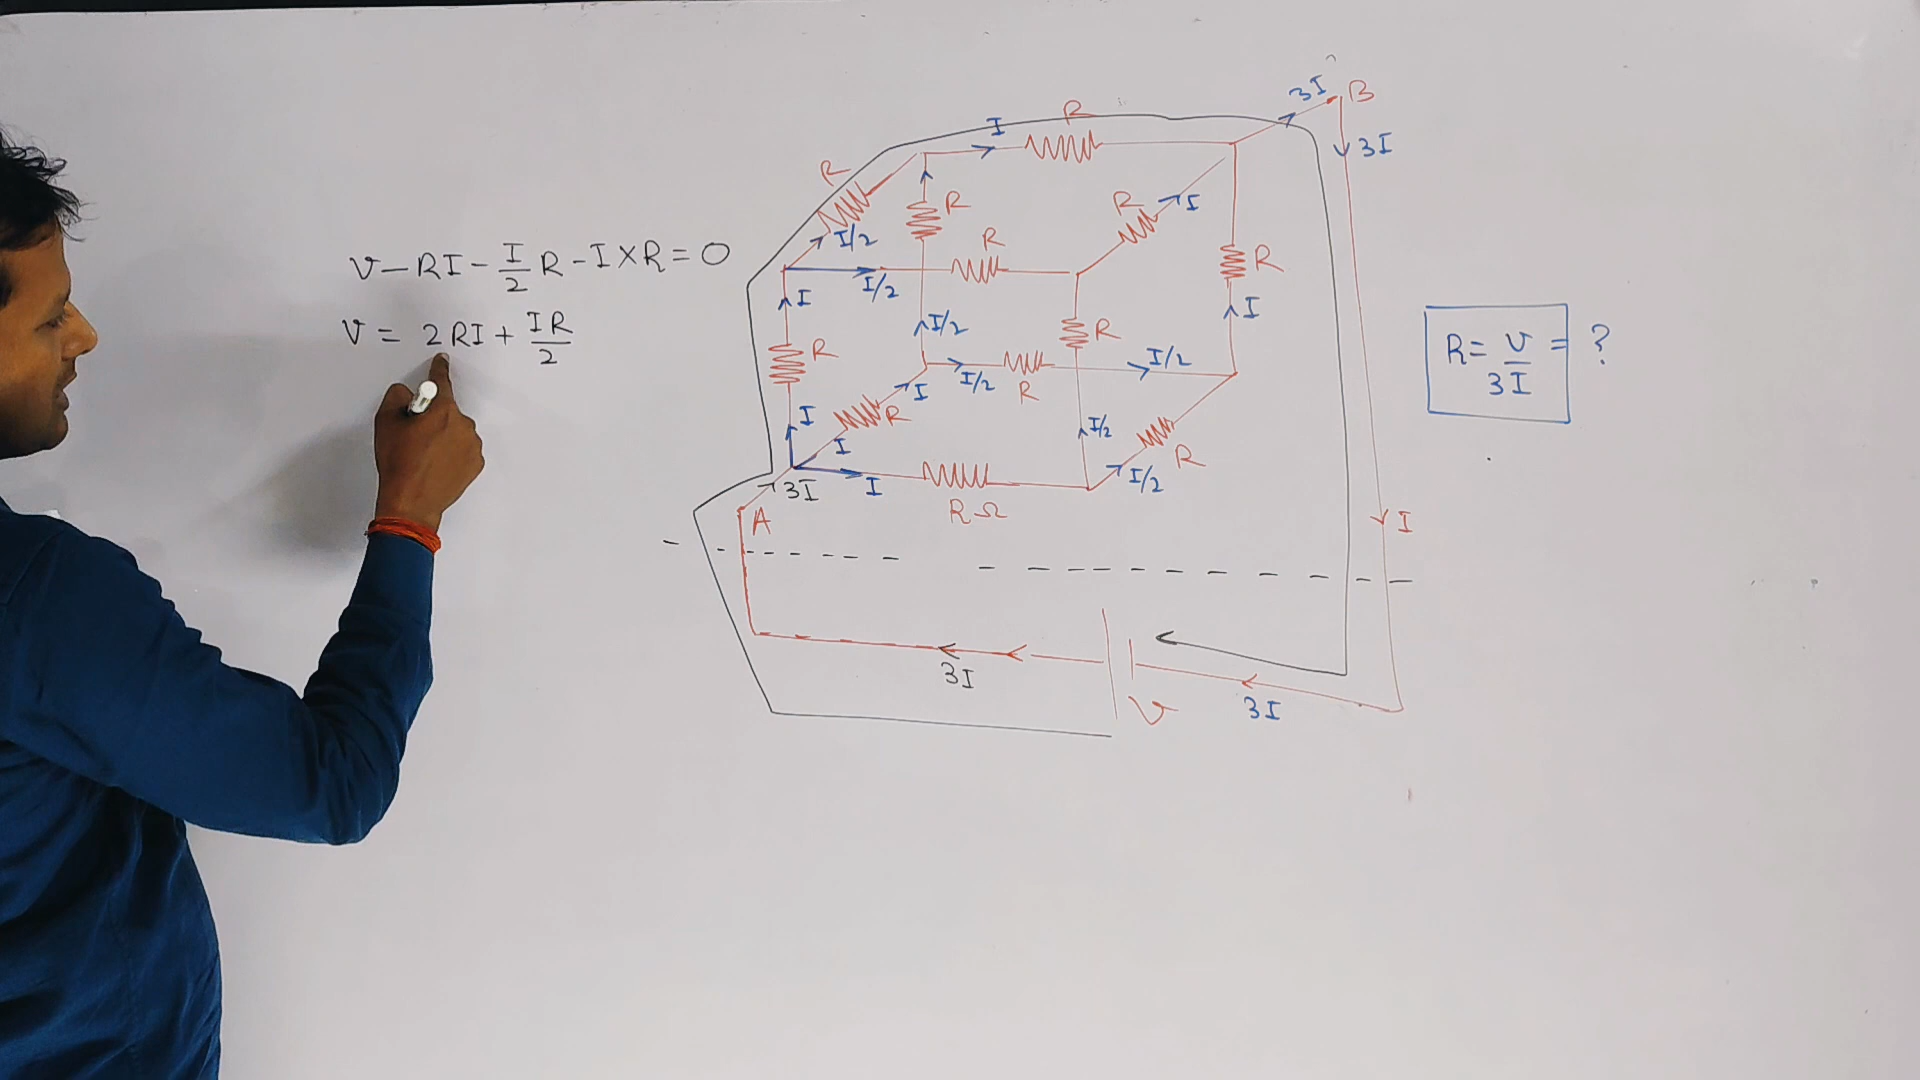 V - RI - I/2 R - I × R = 0
V = 2RI + IR/2
R
I
3I
B
3I
R
R
R
I
I/2
R
I/2
R
I
I
I/2
R
I
R
I/2
R
I/2
I
R
I/2
I
I
R
3I
I
I/2
R
A
R Ω
R = V/3I = ?
I
3I
V
3I